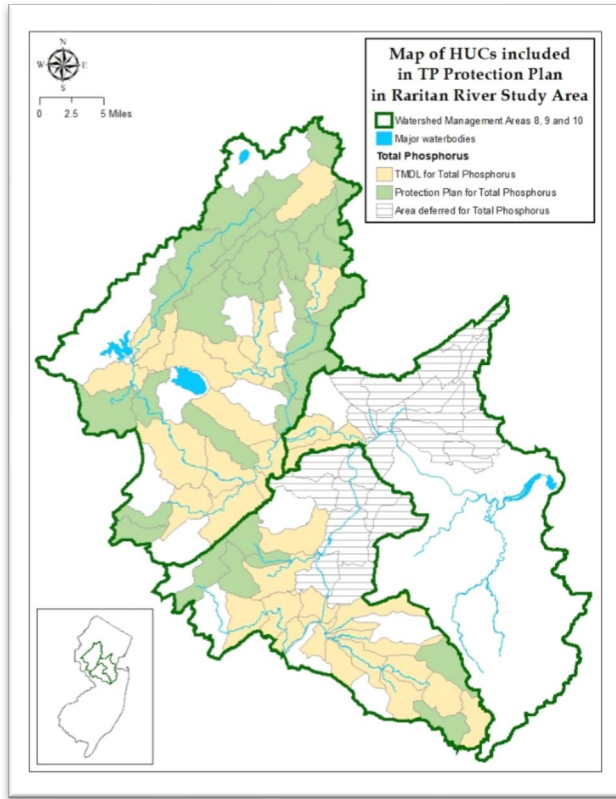 Map of HUCs included
in TP Protection Plan
in Raritan River Study Area
Watershed Management Areas 8, 9 and 10
Major waterbodies
Total Phosphorus
TMDL for Total Phosphorus
Protection Plan for Total Phosphorus
Area deferred for Total Phosphorus
N
W E
S
0 2.5 5 Miles